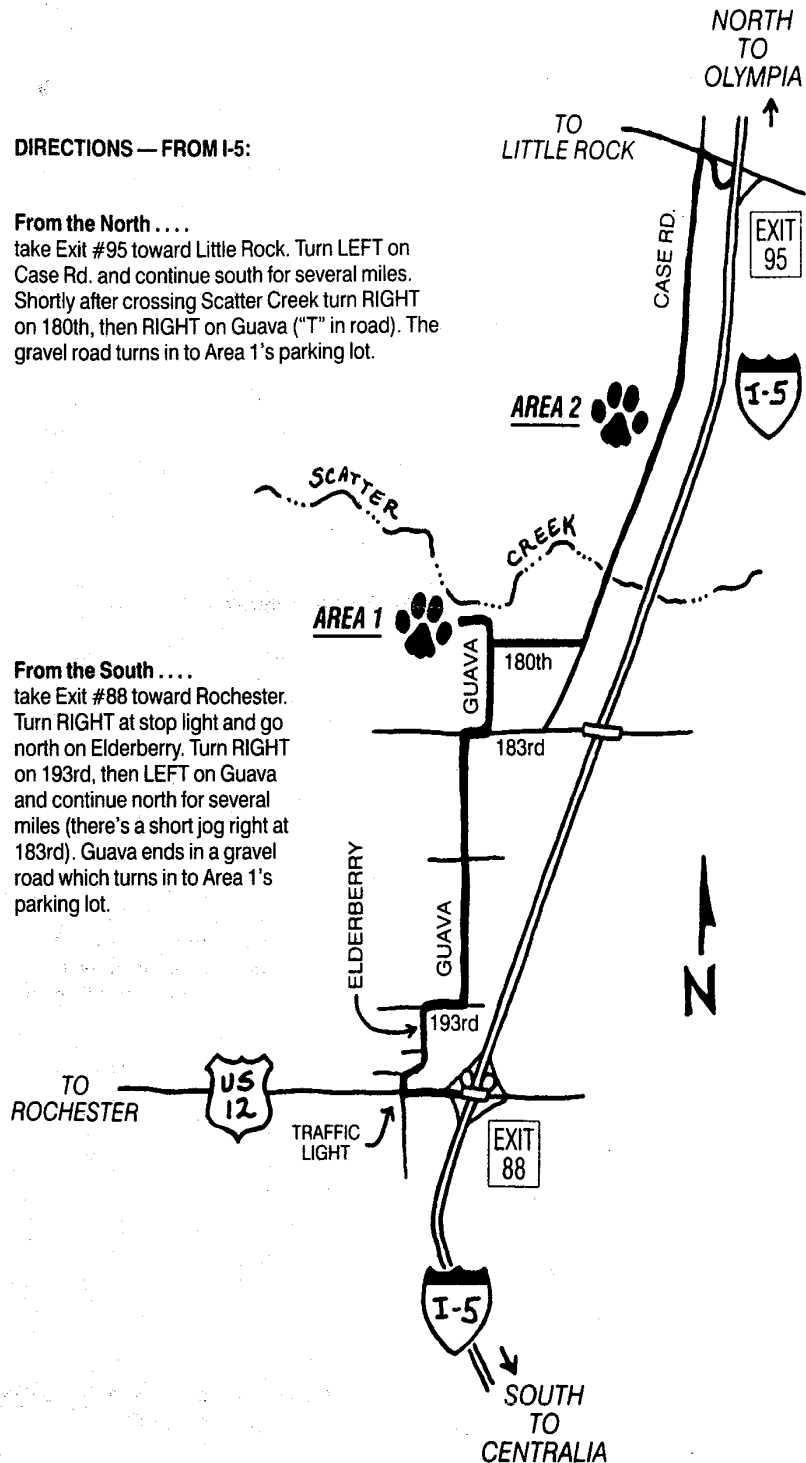 NORTH
TO
OLYMPIA
TO
LITTLE ROCK
DIRECTIONS — FROM I-5:
From the North . . . .
take Exit #95 toward Little Rock. Turn LEFT on
Case Rd. and continue south for several miles.
Shortly after crossing Scatter Creek turn RIGHT
on 180th, then RIGHT on Guava ("T" in road). The
gravel road turns in to Area 1's parking lot.
CASE RD.
EXIT
95
I-5
AREA 2
SCATTER
CREEK
AREA 1
GUAVA
180th
183rd
From the South . . . .
take Exit #88 toward Rochester.
Turn RIGHT at stop light and go
north on Elderberry. Turn RIGHT
on 193rd, then LEFT on Guava
and continue north for several
miles (there's a short jog right at
183rd). Guava ends in a gravel
road which turns in to Area 1's
parking lot.
ELDERBERRY
GUAVA
N
193rd
TO
ROCHESTER
US
12
TRAFFIC
LIGHT
EXIT
88
I-5
SOUTH
TO
CENTRALIA